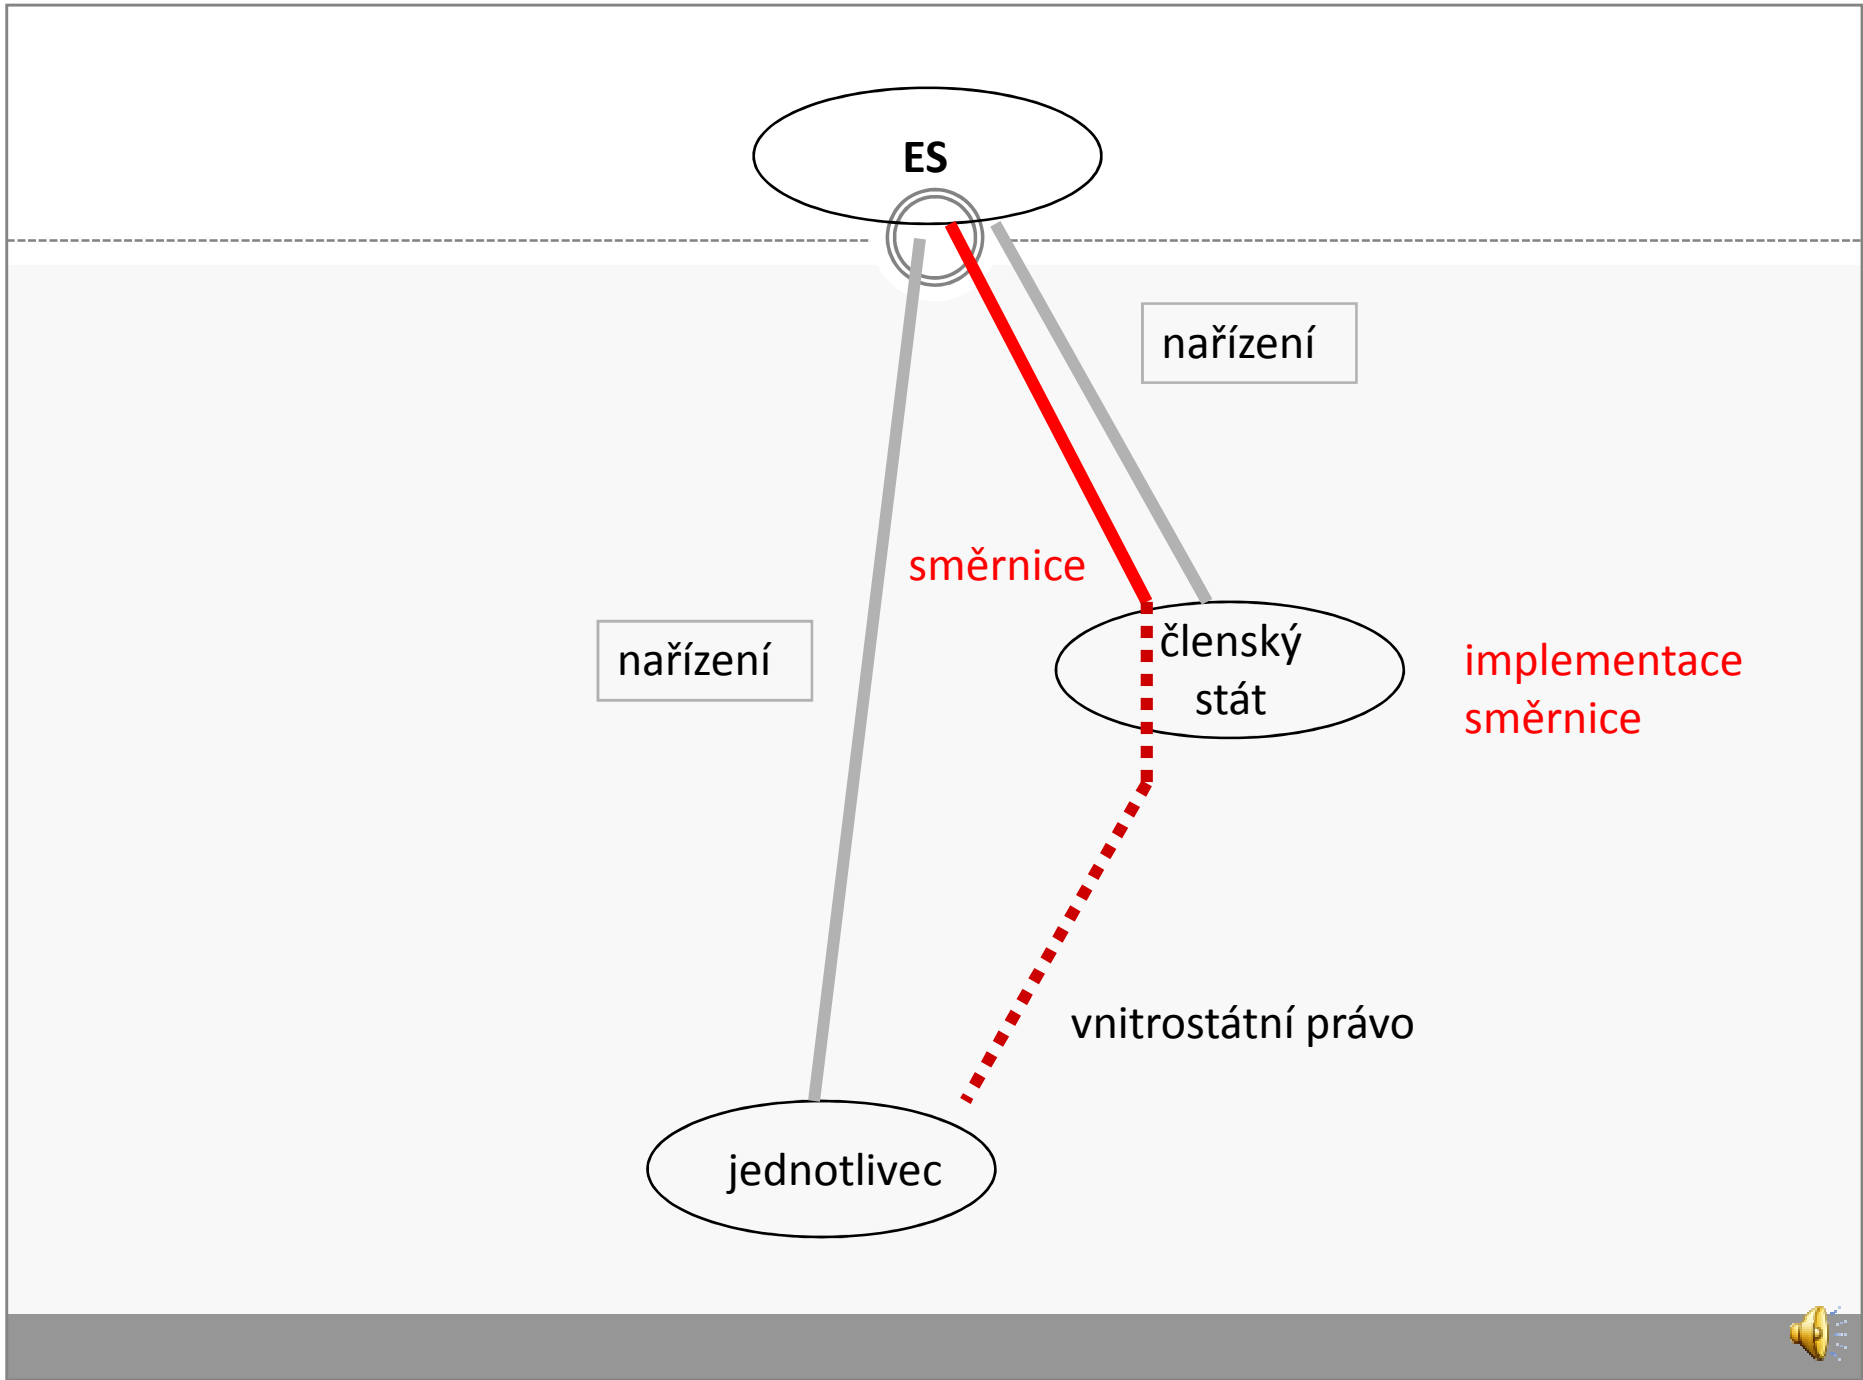 ES
nařízení
směrnice
nařízení
členský
stát
implementace
směrnice
vnitrostátní právo
jednotlivec